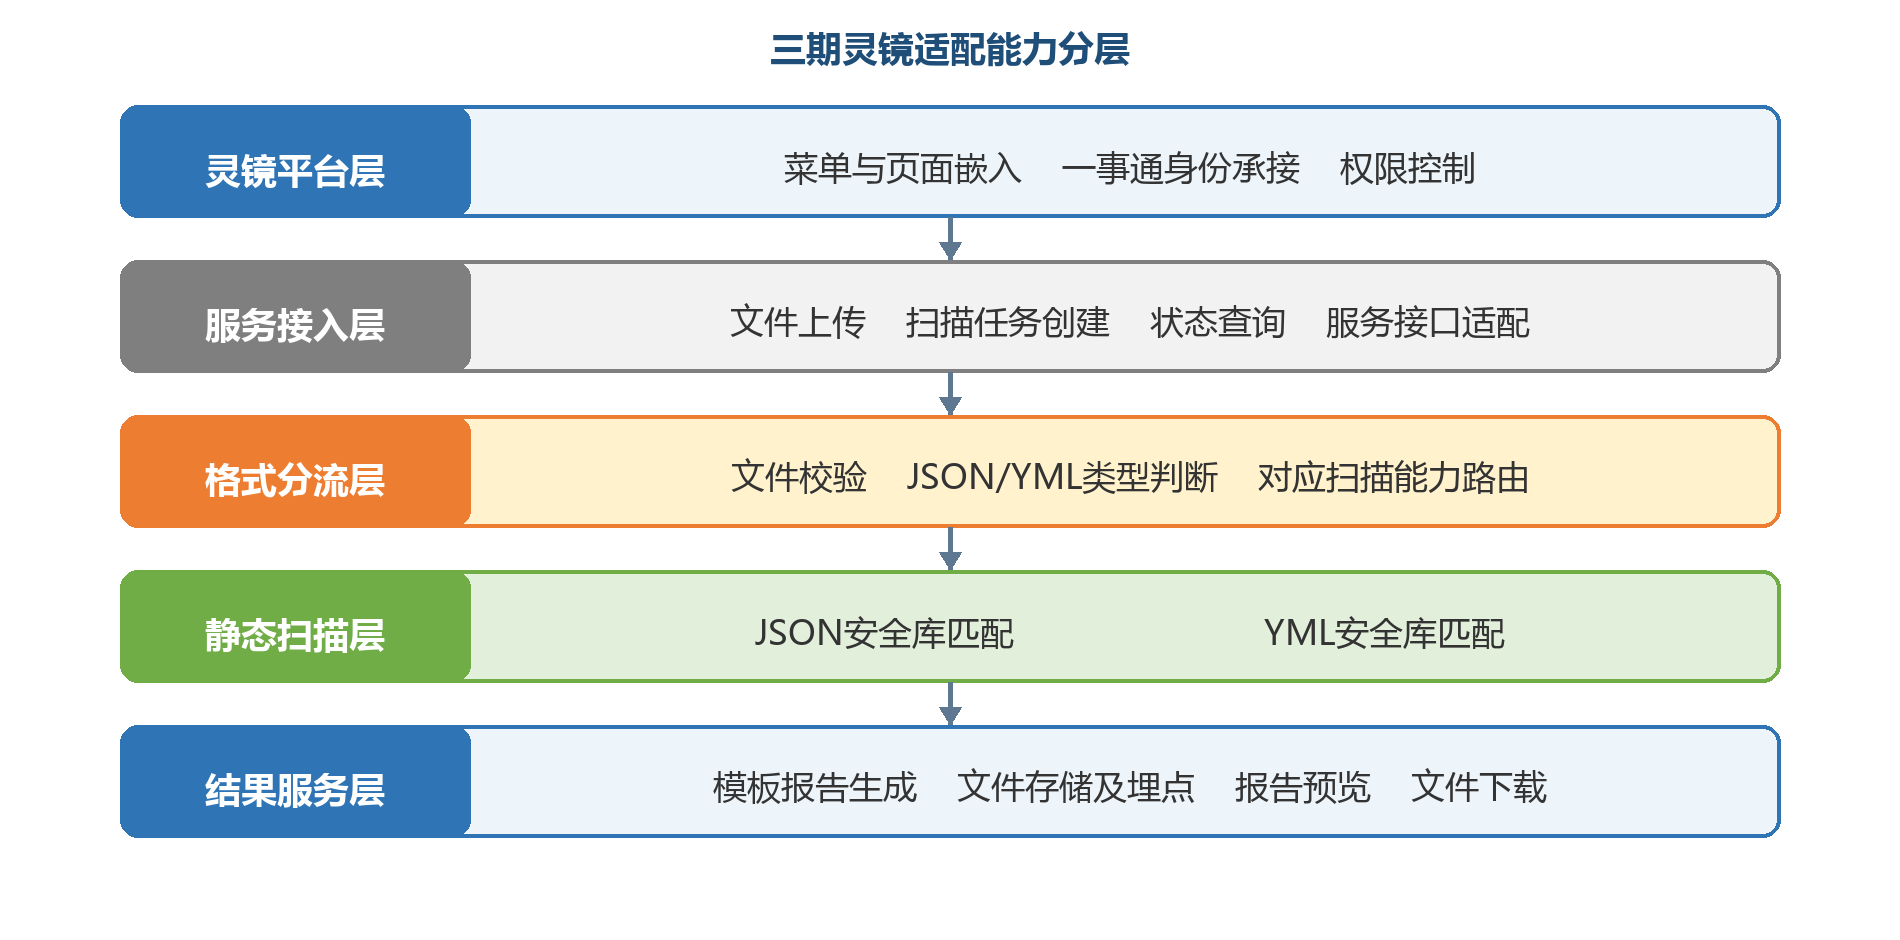 三期灵镜适配能力分层
灵镜平台层 菜单与页面嵌入 一事通身份承接 权限控制
服务接入层 文件上传 扫描任务创建 状态查询 服务接口适配
格式分流层 文件校验 JSON/YML类型判断 对应扫描能力路由
静态扫描层 JSON安全库匹配 YML安全库匹配
结果服务层 模板报告生成 文件存储及埋点 报告预览 文件下载